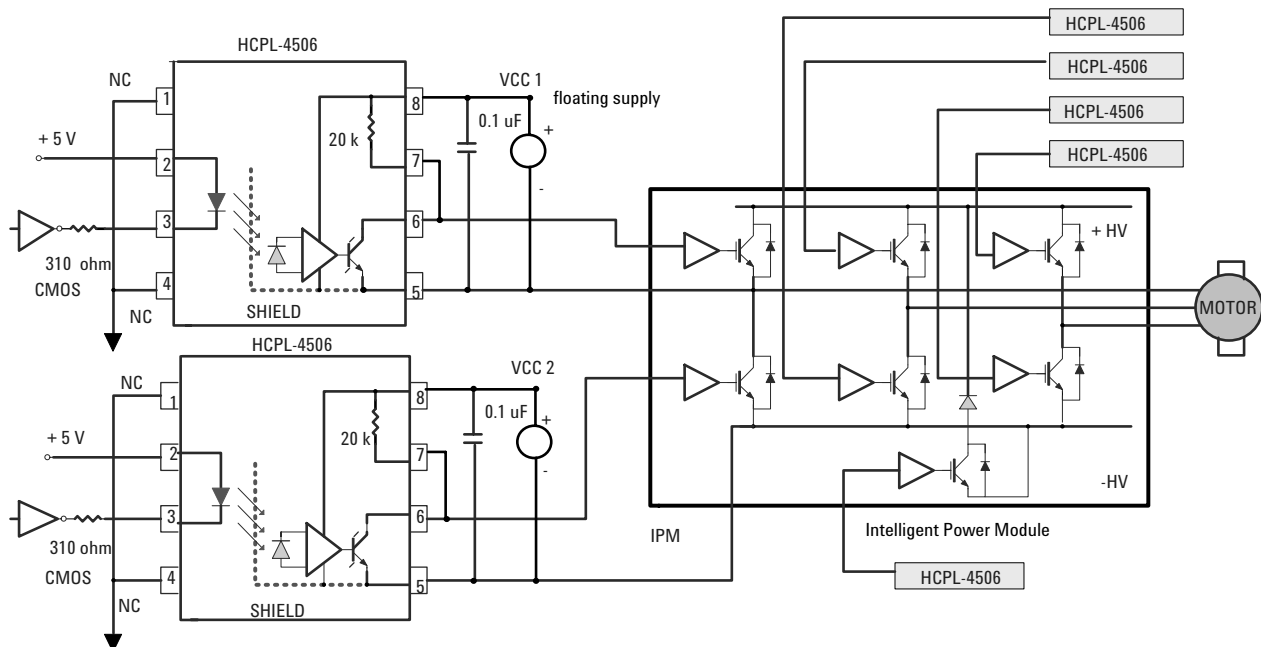 HCPL-4506
HCPL-4506
HCPL-4506
HCPL-4506
HCPL-4506
NC
1
8
VCC 1
floating supply
+ 5 V
20 k
0.1 uF
+
2
7
-
3
6
310 ohm
CMOS
4
5
NC
SHIELD
+ HV
MOTOR
HCPL-4506
NC
1
8
VCC 2
0.1 uF
+ 5 V
20 k
+
2
7
-
3
6
310 ohm
CMOS
4
5
NC
SHIELD
-HV
IPM
Intelligent Power Module
HCPL-4506